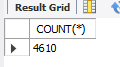 Result Grid
COUNT(*)
4610